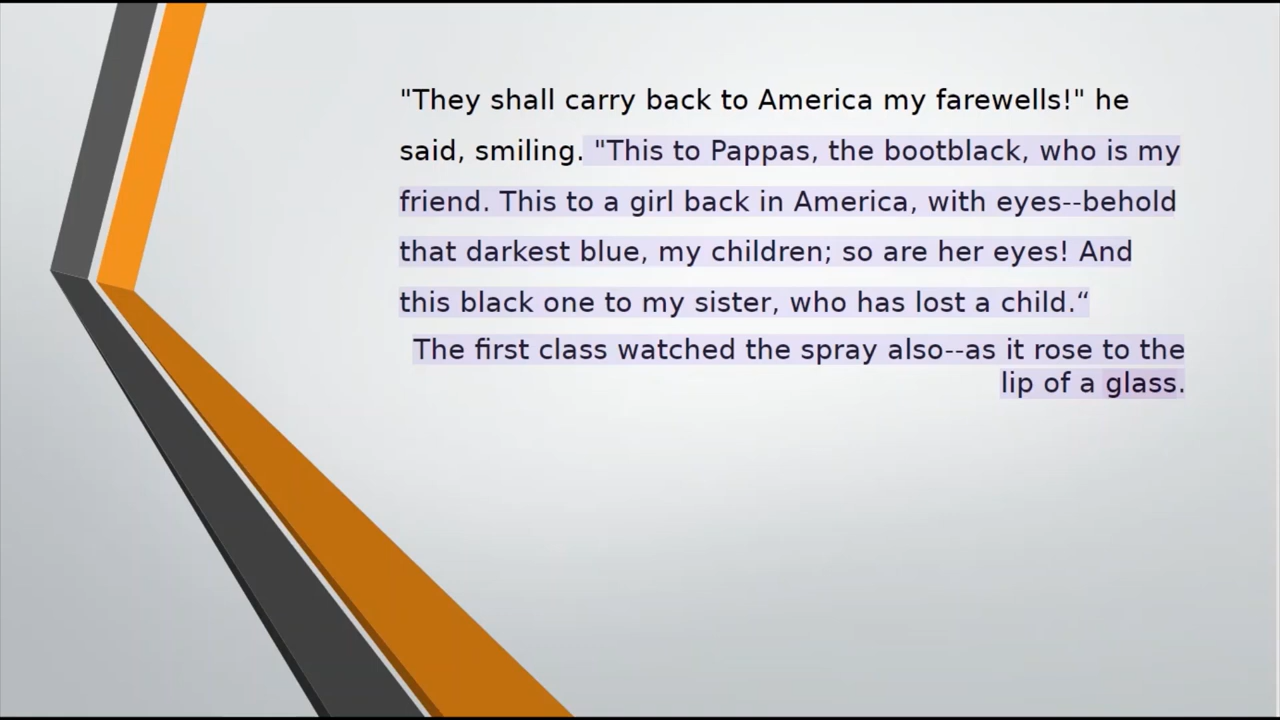 "They shall carry back to America my farewells!" he
said, smiling. "This to Pappas, the bootblack, who is my
friend. This to a girl back in America, with eyes--behold
that darkest blue, my children; so are her eyes! And
this black one to my sister, who has lost a child.“
The first class watched the spray also--as it rose to the
lip of a glass.